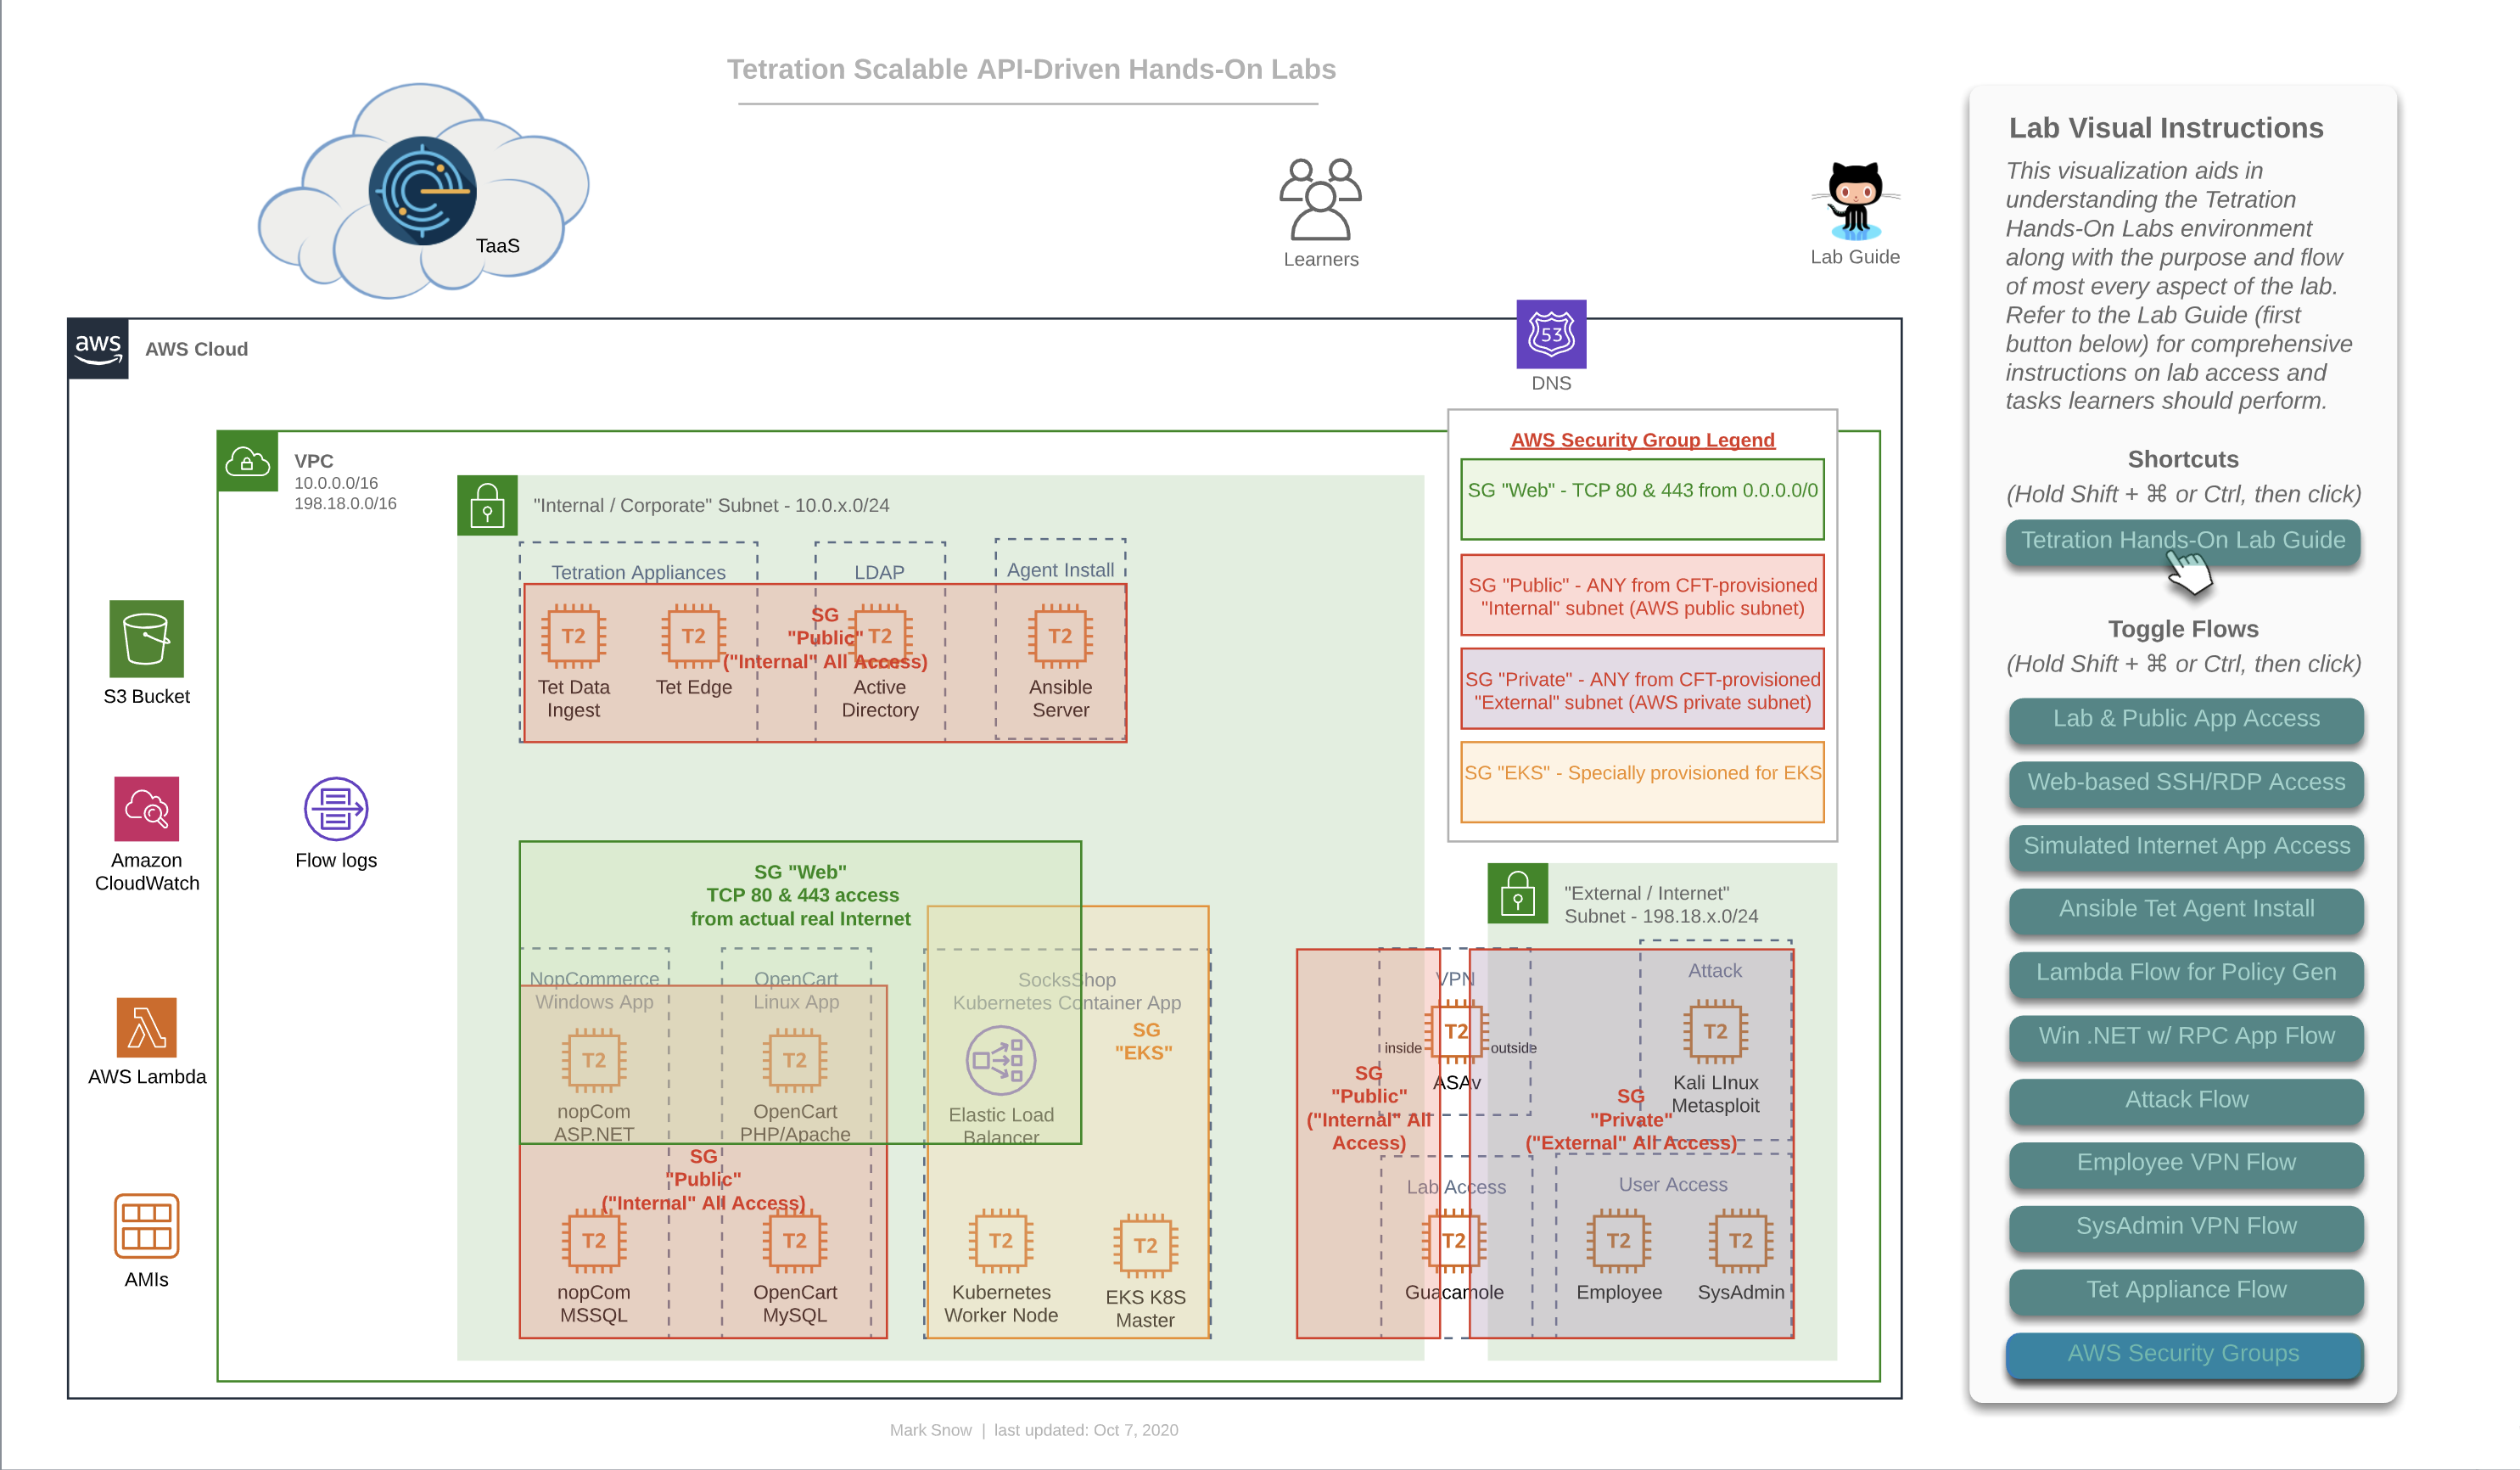 Tetration Scalable API-Driven Hands-On Labs
TaaS
Learners
Lab Guide
aws
AWS Cloud
53
DNS
VPC
10.0.0.0/16
198.18.0.0/16
"Internal / Corporate" Subnet - 10.0.x.0/24
Tetration Appliances
LDAP
Agent Install
SG
"Public"
("Internal" All Access)
T2
T2
T2
T2
Tet Data
Ingest
Tet Edge
Active
Directory
Ansible
Server
S3 Bucket
Amazon
CloudWatch
Flow logs
AWS Lambda
AMIs
AWS Security Group Legend
SG "Web" - TCP 80 & 443 from 0.0.0.0/0
SG "Public" - ANY from CFT-provisioned
"Internal" subnet (AWS public subnet)
SG "Private" - ANY from CFT-provisioned
"External" subnet (AWS private subnet)
SG "EKS" - Specially provisioned for EKS
SG "Web"
TCP 80 & 443 access
from actual real Internet
NopCommerce
Windows App
OpenCart
Linux App
SocksShop
Kubernetes Container App
SG
"EKS"
T2
T2
nopCom
ASP.NET
OpenCart
PHP/Apache
Elastic Load
Balancer
SG
"Public"
("Internal" All Access)
T2
T2
T2
T2
nopCom
MSSQL
OpenCart
MySQL
Kubernetes
Worker Node
EKS K8S
Master
"External / Internet"
Subnet - 198.18.x.0/24
VPN
Attack
T2
T2
inside
outside
ASAv
Kali LInux
Metasploit
SG
"Public"
("Internal" All
Access)
SG
"Private"
("External" All Access)
Lab Access
User Access
T2
T2
T2
Guacamole
Employee
SysAdmin
Mark Snow | last updated: Oct 7, 2020
Lab Visual Instructions
This visualization aids in
understanding the Tetration
Hands-On Labs environment
along with the purpose and flow
of most every aspect of the lab.
Refer to the Lab Guide (first
button below) for comprehensive
instructions on lab access and
tasks learners should perform.
Shortcuts
(Hold Shift + ⌘ or Ctrl, then click)
Tetration Hands-On Lab Guide
Toggle Flows
(Hold Shift + ⌘ or Ctrl, then click)
Lab & Public App Access
Web-based SSH/RDP Access
Simulated Internet App Access
Ansible Tet Agent Install
Lambda Flow for Policy Gen
Win .NET w/ RPC App Flow
Attack Flow
Employee VPN Flow
SysAdmin VPN Flow
Tet Appliance Flow
AWS Security Groups